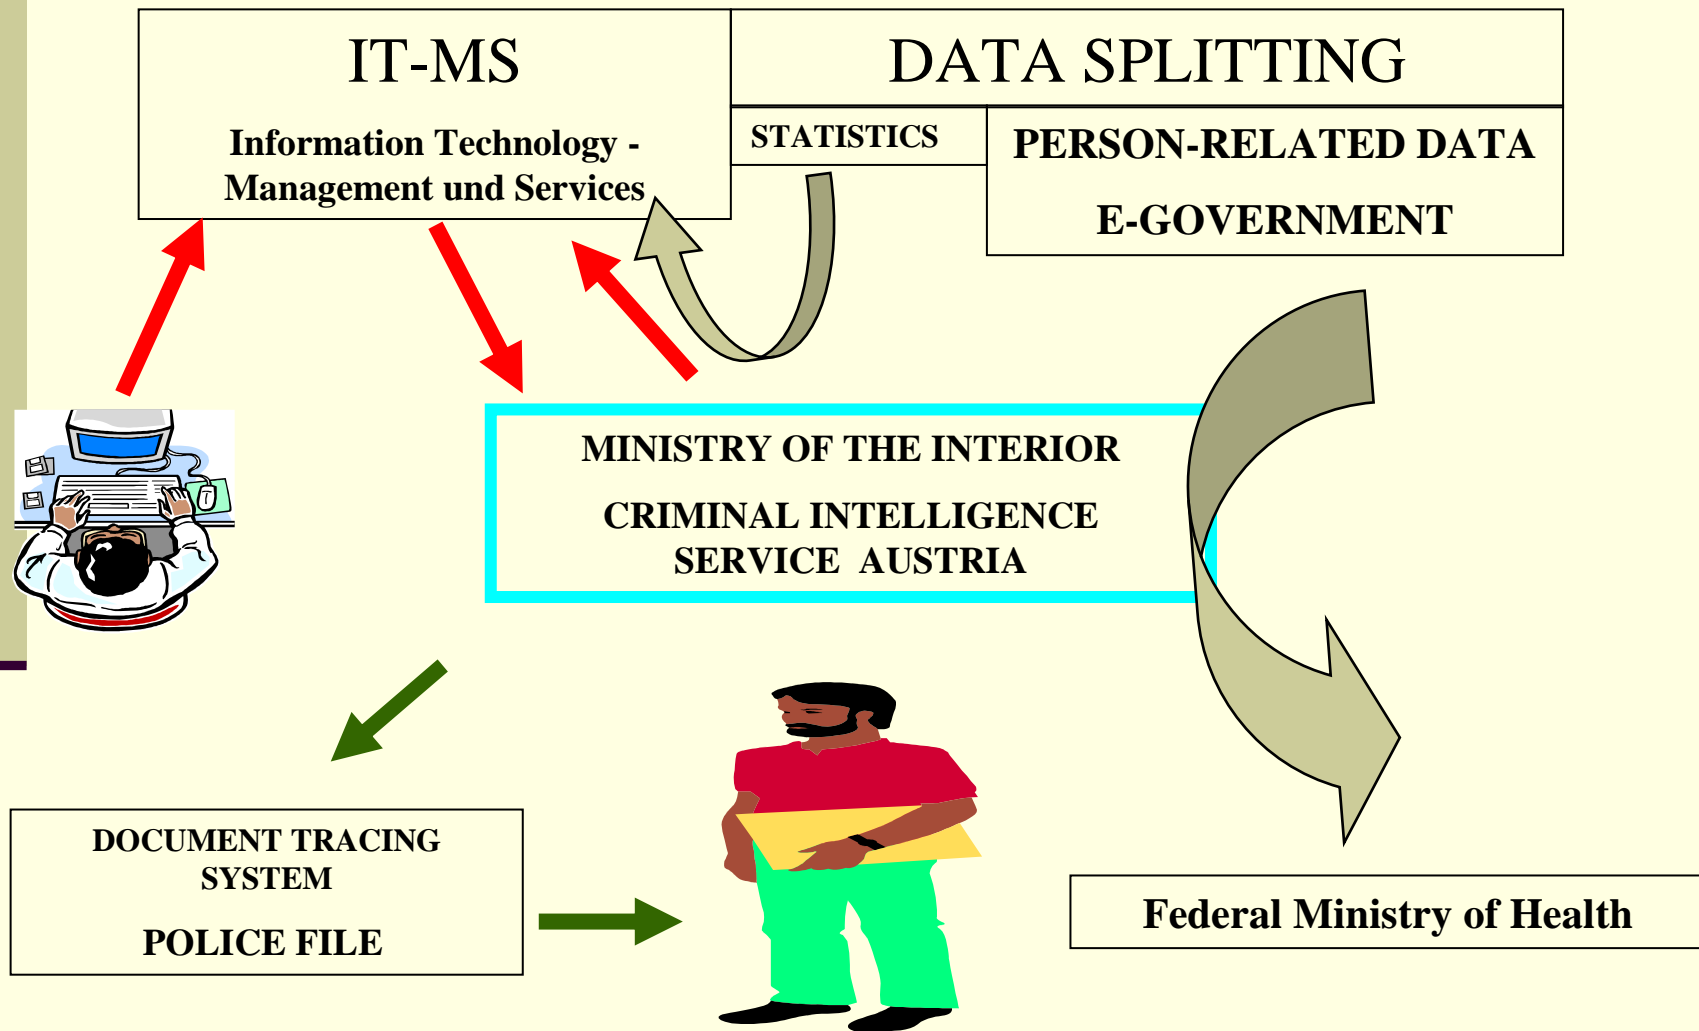 IT-MS
Information Technology -
Management und Services
DATA SPLITTING
STATISTICS
PERSON-RELATED DATA
E-GOVERNMENT
MINISTRY OF THE INTERIOR
CRIMINAL INTELLIGENCE
SERVICE AUSTRIA
DOCUMENT TRACING
SYSTEM
POLICE FILE
Federal Ministry of Health